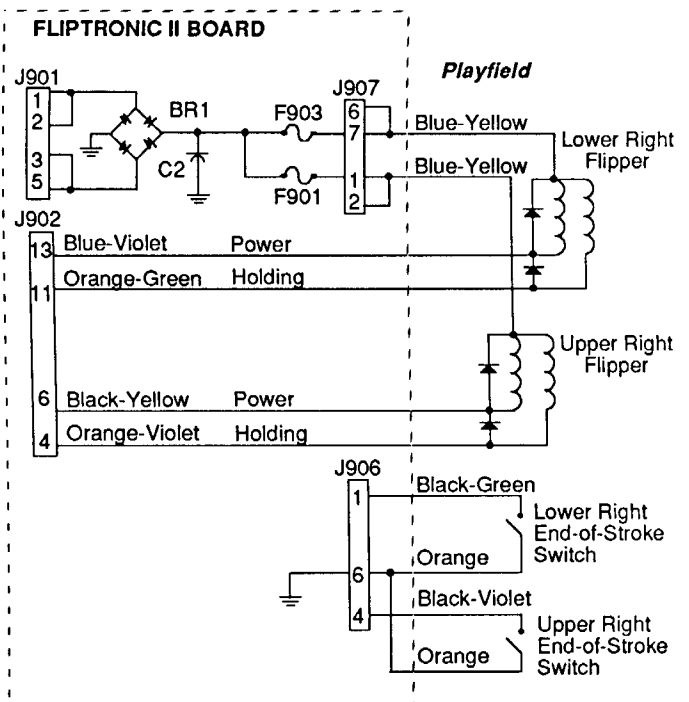 FLIPTRONIC II BOARD
Playfield
J901
1
2
3
5
BR1
C2
F903
F901
J907
6
7
1
2
Blue-Yellow
Blue-Yellow
Lower Right
Flipper
J902
13
Blue-Violet Power
11
Orange-Green Holding
Upper Right
Flipper
6
Black-Yellow Power
4
Orange-Violet Holding
J906
1
Black-Green
Lower Right
End-of-Stroke
Switch
6
Orange
4
Black-Violet
Upper Right
End-of-Stroke
Switch
Orange